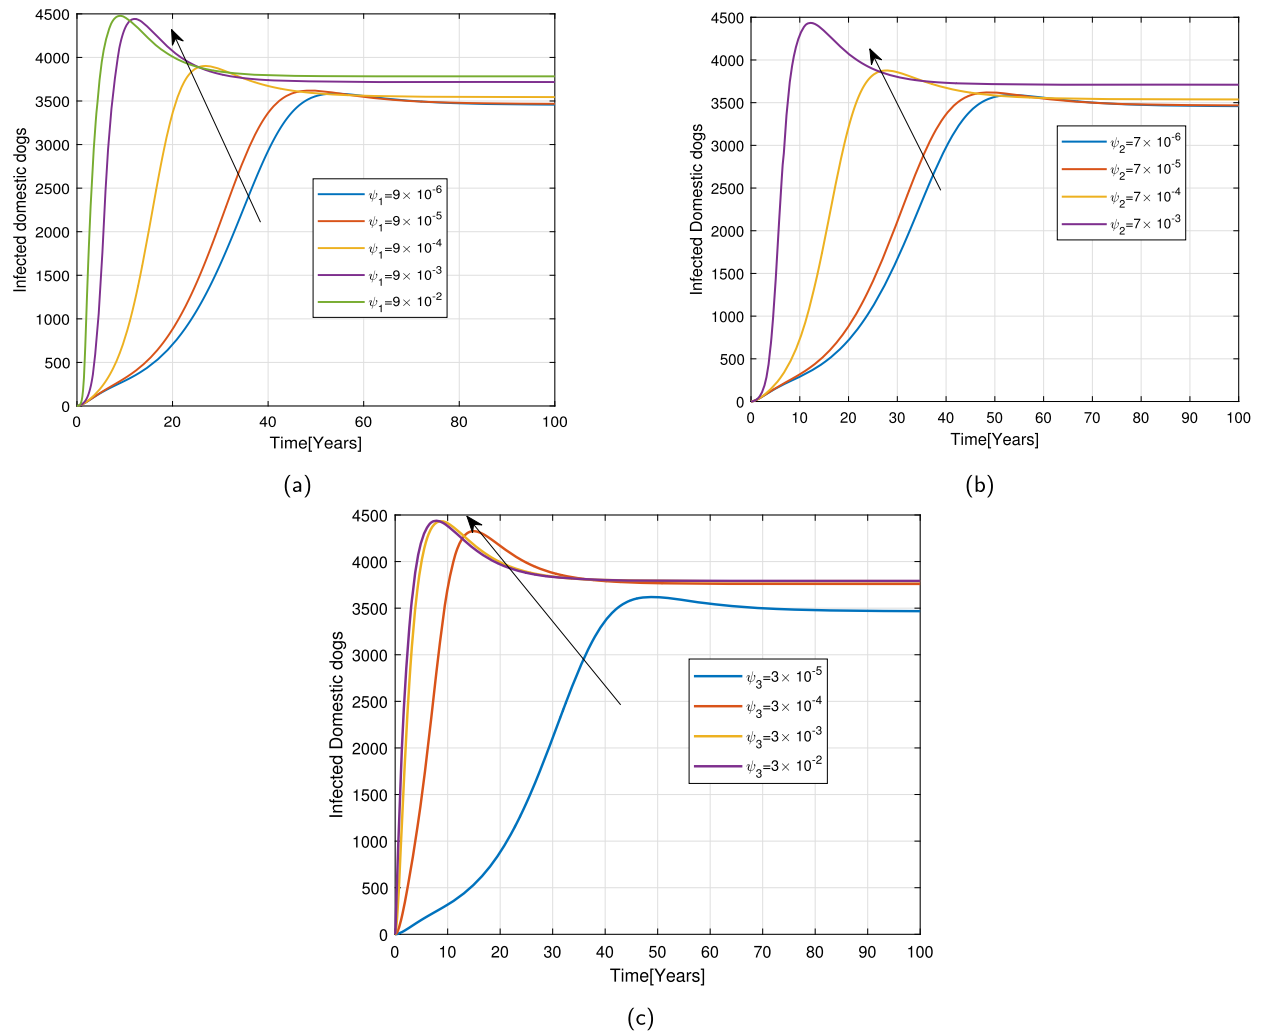 4500
4000
3500
3000
2500
2000
1500
1000
500
0
Infected domestic dogs
0 20 40 60 80 100
Time[Years]
ψ1=9× 10-6
ψ1=9× 10-5
ψ1=9× 10-4
ψ1=9× 10-3
ψ1=9× 10-2
(a)
4500
4000
3500
3000
2500
2000
1500
1000
500
0
Infected Domestic dogs
0 10 20 30 40 50 60 70 80 90 100
Time[Years]
ψ2=7× 10-6
ψ2=7× 10-5
ψ2=7× 10-4
ψ2=7× 10-3
(b)
4500
4000
3500
3000
2500
2000
1500
1000
500
0
Infected Domestic dogs
0 10 20 30 40 50 60 70 80 90 100
Time[Years]
ψ3=3× 10-5
ψ3=3× 10-4
ψ3=3× 10-3
ψ3=3× 10-2
(c)